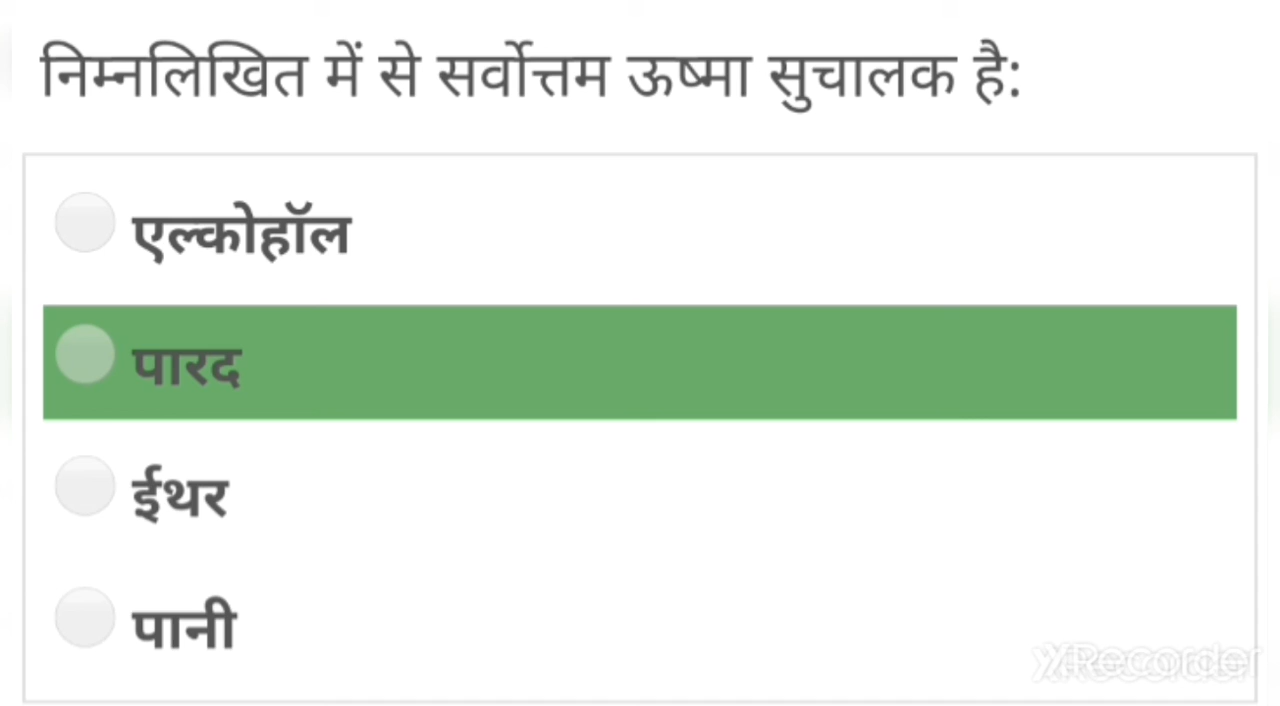 निम्नलिखित में से सर्वोत्तम ऊष्मा सुचालक है:
एल्कोहॉल
पारद
ईथर
पानी
XRecorder